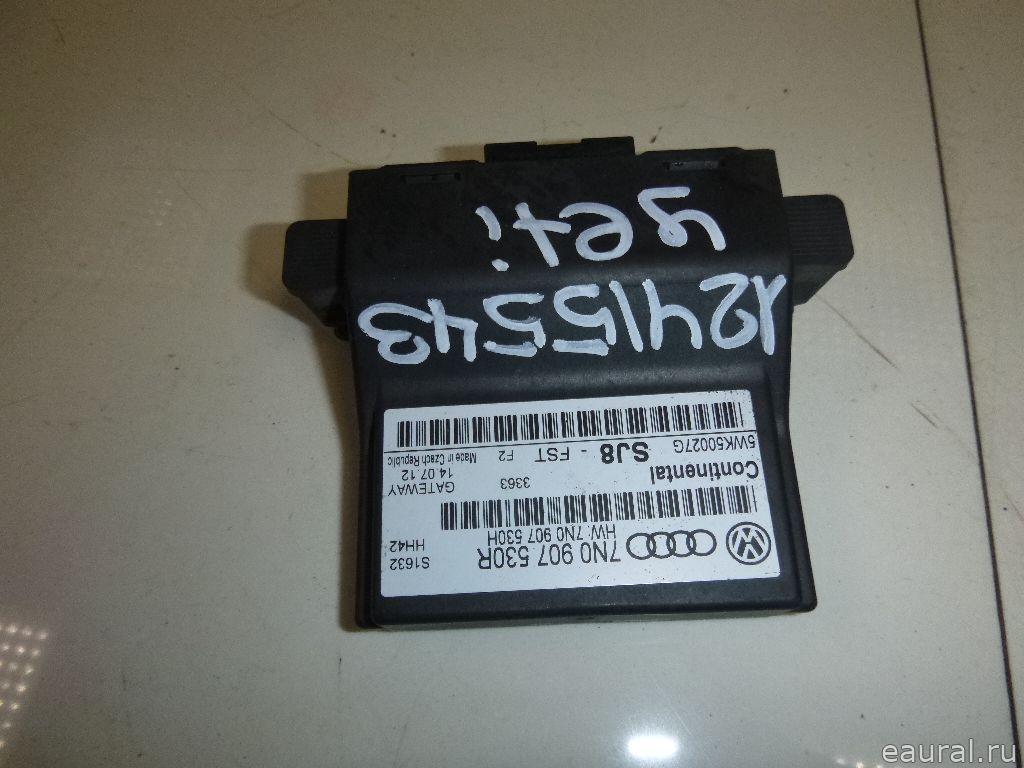 7N0 907 530R
HW: 7N0 907 530H
S1632
HH42
Continental
3363
GATEWAY
14.07.12
5WK50027G
SJ8 - FST F2
Made in Czech Republic
12415543
yeti
eaural.ru